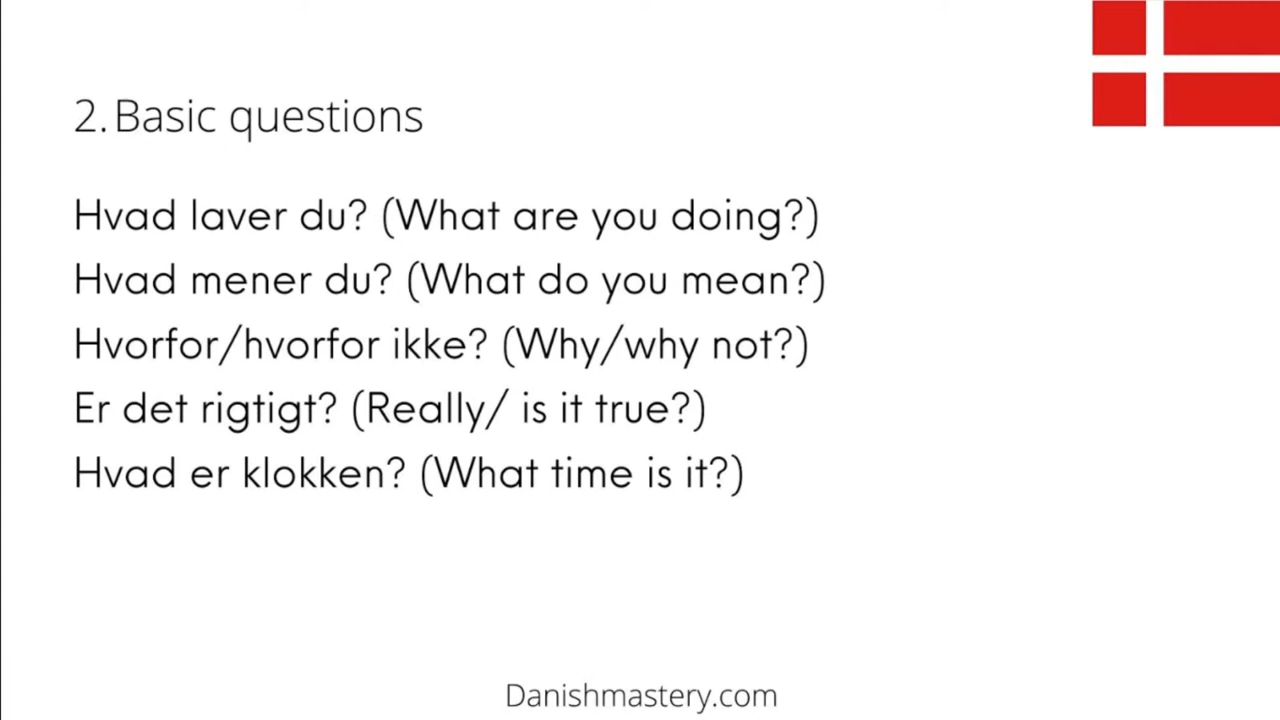 2. Basic questions
Hvad laver du? (What are you doing?)
Hvad mener du? (What do you mean?)
Hvorfor/hvorfor ikke? (Why/why not?)
Er det rigtigt? (Really/ is it true?)
Hvad er klokken? (What time is it?)
Danishmastery.com